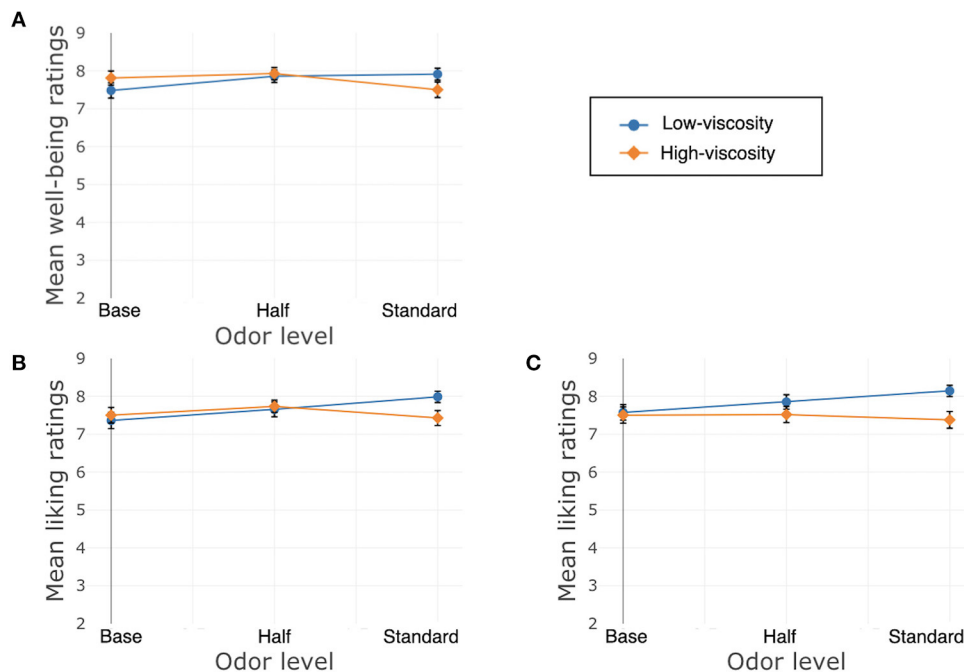 A
Mean well-being ratings
9
8
7
6
5
4
3
2
Base Half Standard
Odor level
Low-viscosity
High-viscosity
B
Mean liking ratings
9
8
7
6
5
4
3
2
Base Half Standard
Odor level
C
Mean liking ratings
9
8
7
6
5
4
3
2
Base Half Standard
Odor level